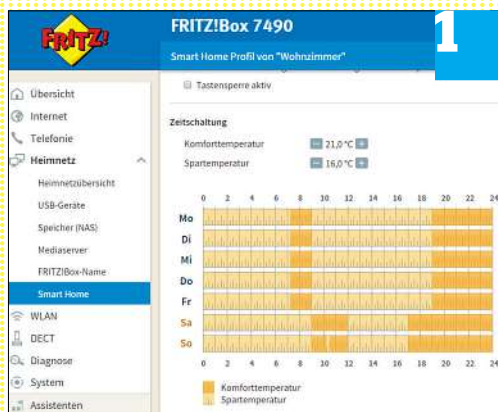 FRITZ!
FRITZ!Box 7490
1
Smart Home Profil von "Wohnzimmer"
Übersicht
Internet
Telefonie
Heimnetz
Heimnetzübersicht
USB-Geräte
Speicher (NAS)
Mediaserver
FRITZ!Box-Name
Smart Home
WLAN
DECT
Diagnose
System
Assistenten
Tastensperre aktiv
Zeitschaltung
Komforttemperatur 21,0 °C
Spartemperatur 16,0 °C
0 2 4 6 8 10 12 14 16 18 20 22 24
Mo
Di
Mi
Do
Fr
Sa
So
0 2 4 6 8 10 12 14 16 18 20 22 24
Komforttemperatur
Spartemperatur